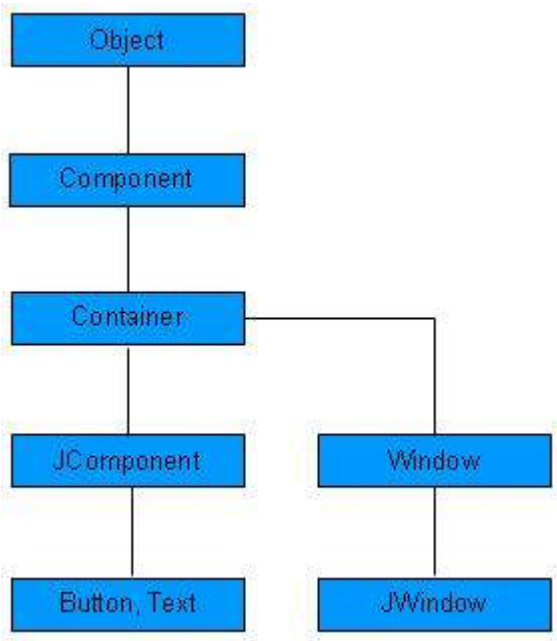 Object
Component
Container
JComponent
Window
Button, Text
JWindow